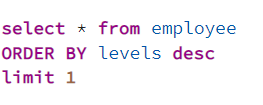 select * from employee
ORDER BY levels desc
limit 1